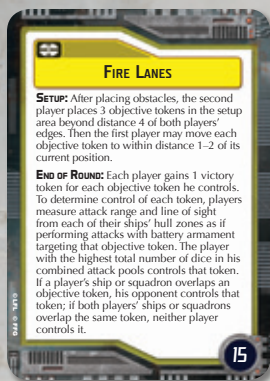 FIRE LANES
SETUP: After placing obstacles, the second
player places 3 objective tokens in the setup
area beyond distance 4 of both players'
edges. Then the first player may move each
objective token to within distance 1–2 of its
current position.
END OF ROUND: Each player gains 1 victory
token for each objective token he controls.
To determine control of each token, players
measure attack range and line of sight
from each of their ships' hull zones as if
performing attacks with battery armament
targeting that objective token. The player
with the highest total number of dice in his
combined attack pools controls that token.
If a player's ship or squadron overlaps an
objective token, his opponent controls that
token; if both players' ships or squadrons
overlap the same token, neither player
controls it.
© LFL © FFG
15